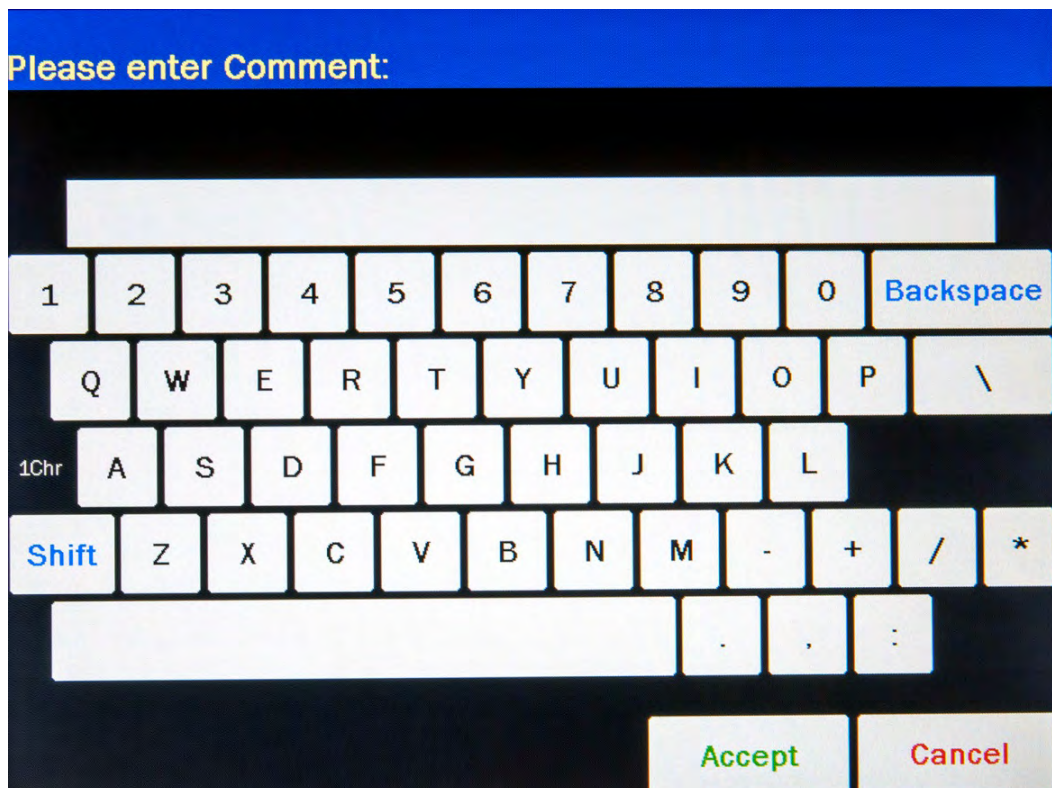 Please enter Comment:
1 2 3 4 5 6 7 8 9 0 Backspace
Q W E R T Y U I O P \
1Chr A S D F G H J K L
Shift Z X C V B N M - + / *
. , :
Accept Cancel